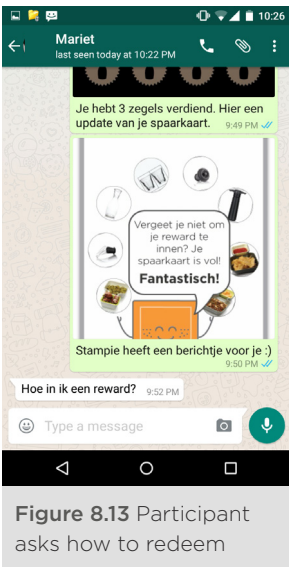 10:26
Mariet
last seen today at 10:22 PM
Je hebt 3 zegels verdiend. Hier een
update van je spaarkaart. 9:49 PM
Vergeet je niet om
je reward te
innen? Je
spaarkaart is vol!
Fantastisch!
Stampie heeft een berichtje voor je :)
9:50 PM
Hoe in ik een reward? 9:52 PM
Type a message
Figure 8.13 Participant
asks how to redeem